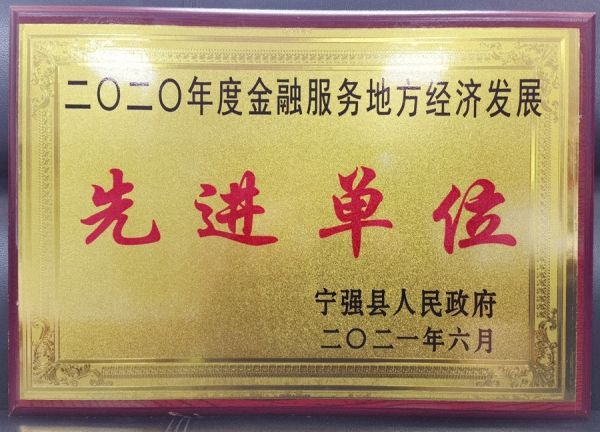 二〇二〇年度金融服务地方经济发展
先进单位
宁强县人民政府
二〇二一年六月